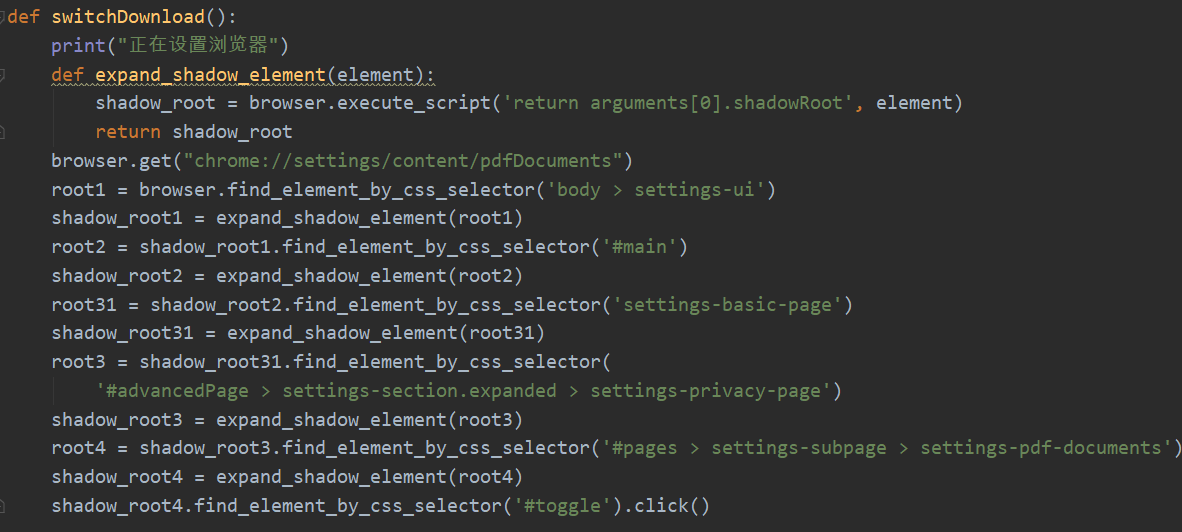 def switchDownload():
    print("正在设置浏览器")
    def expand_shadow_element(element):
        shadow_root = browser.execute_script('return arguments[0].shadowRoot', element)
        return shadow_root
    browser.get("chrome://settings/content/pdfDocuments")
    root1 = browser.find_element_by_css_selector('body > settings-ui')
    shadow_root1 = expand_shadow_element(root1)
    root2 = shadow_root1.find_element_by_css_selector('#main')
    shadow_root2 = expand_shadow_element(root2)
    root31 = shadow_root2.find_element_by_css_selector('settings-basic-page')
    shadow_root31 = expand_shadow_element(root31)
    root3 = shadow_root31.find_element_by_css_selector(
        '#advancedPage > settings-section.expanded > settings-privacy-page')
    shadow_root3 = expand_shadow_element(root3)
    root4 = shadow_root3.find_element_by_css_selector('#pages > settings-subpage > settings-pdf-documents')
    shadow_root4 = expand_shadow_element(root4)
    shadow_root4.find_element_by_css_selector('#toggle').click()